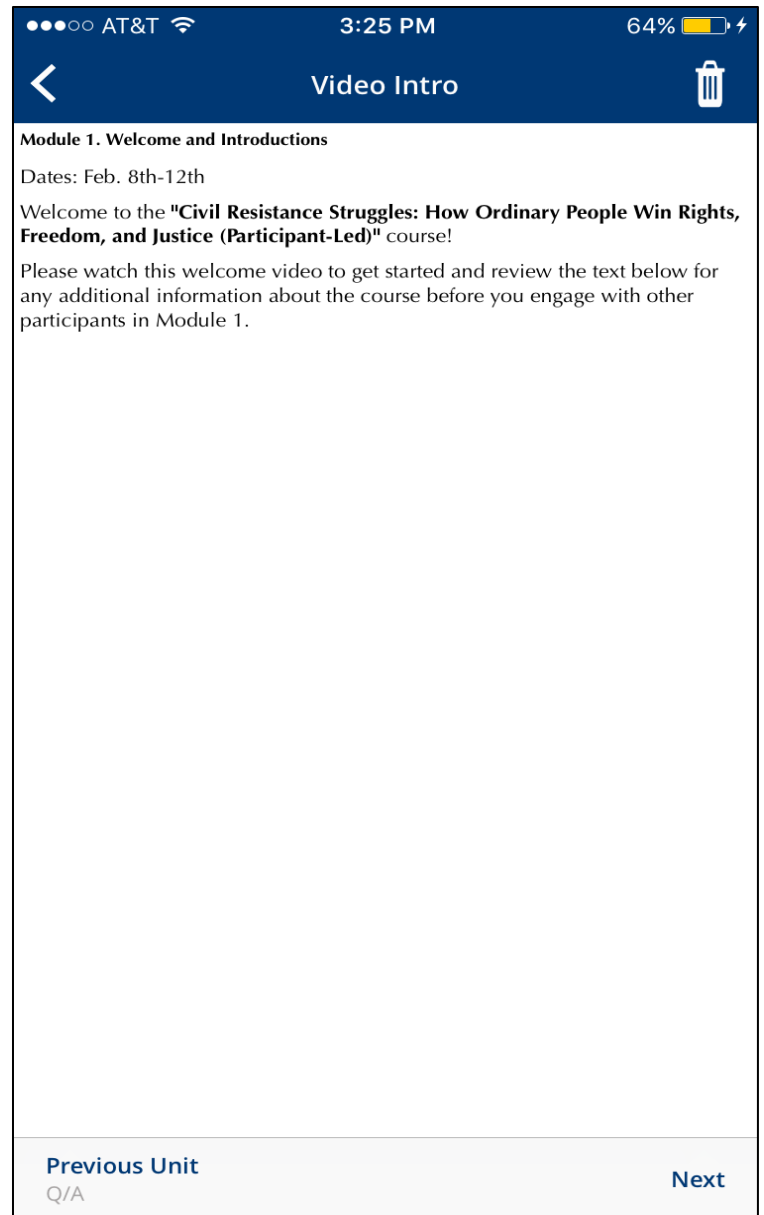 AT&T 3:25 PM 64%
Video Intro
Module 1. Welcome and Introductions
Dates: Feb. 8th-12th
Welcome to the "Civil Resistance Struggles: How Ordinary People Win Rights,
Freedom, and Justice (Participant-Led)" course!
Please watch this welcome video to get started and review the text below for
any additional information about the course before you engage with other
participants in Module 1.
Previous Unit
Q/A
Next